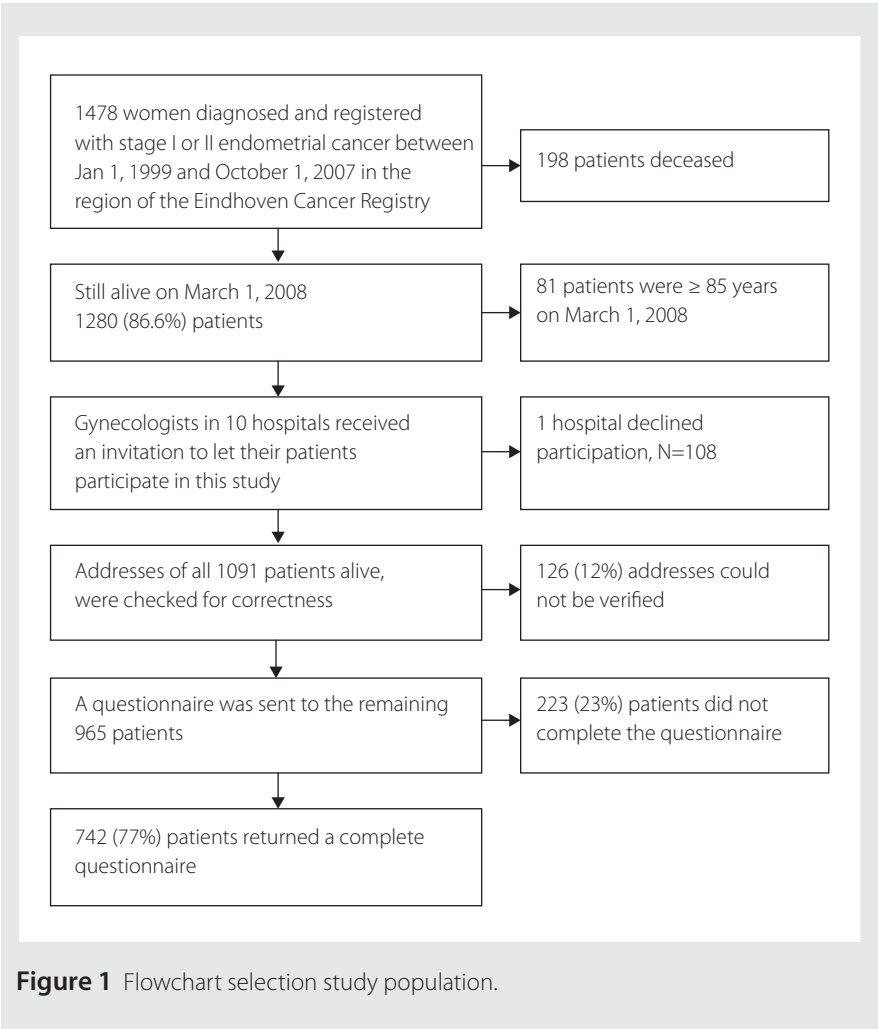 1478 women diagnosed and registered
with stage I or II endometrial cancer between
Jan 1, 1999 and October 1, 2007 in the
region of the Eindhoven Cancer Registry
198 patients deceased
Still alive on March 1, 2008
1280 (86.6%) patients
81 patients were ≥ 85 years
on March 1, 2008
Gynecologists in 10 hospitals received
an invitation to let their patients
participate in this study
1 hospital declined
participation, N=108
Addresses of all 1091 patients alive,
were checked for correctness
126 (12%) addresses could
not be verified
A questionnaire was sent to the remaining
965 patients
223 (23%) patients did not
complete the questionnaire
742 (77%) patients returned a complete
questionnaire
Figure 1 Flowchart selection study population.